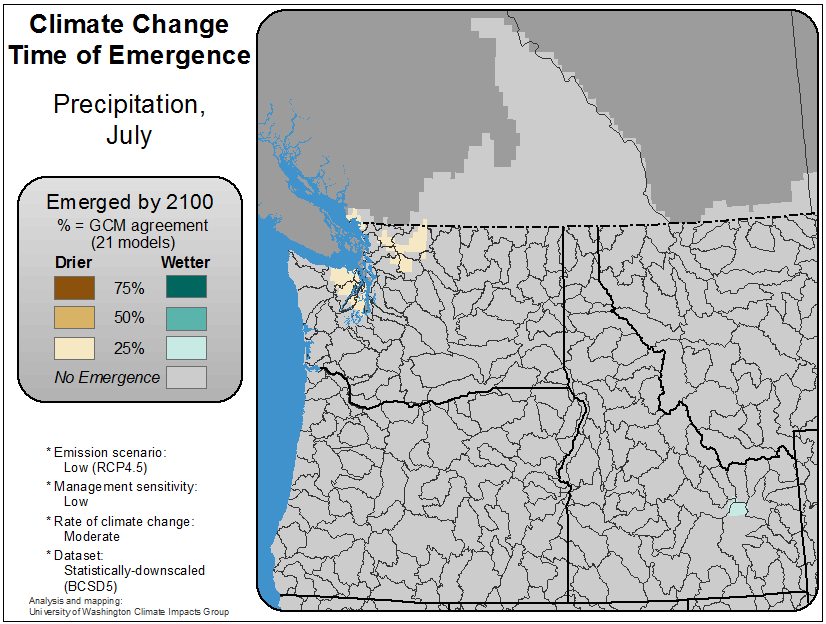 Climate Change
Time of Emergence
Precipitation,
July
Emerged by 2100
% = GCM agreement
(21 models)
Drier Wetter
75%
50%
25%
No Emergence
* Emission scenario:
Low (RCP4.5)
* Management sensitivity:
Low
* Rate of climate change:
Moderate
* Dataset:
Statistically-downscaled
(BCSD5)
Analysis and mapping:
University of Washington Climate Impacts Group